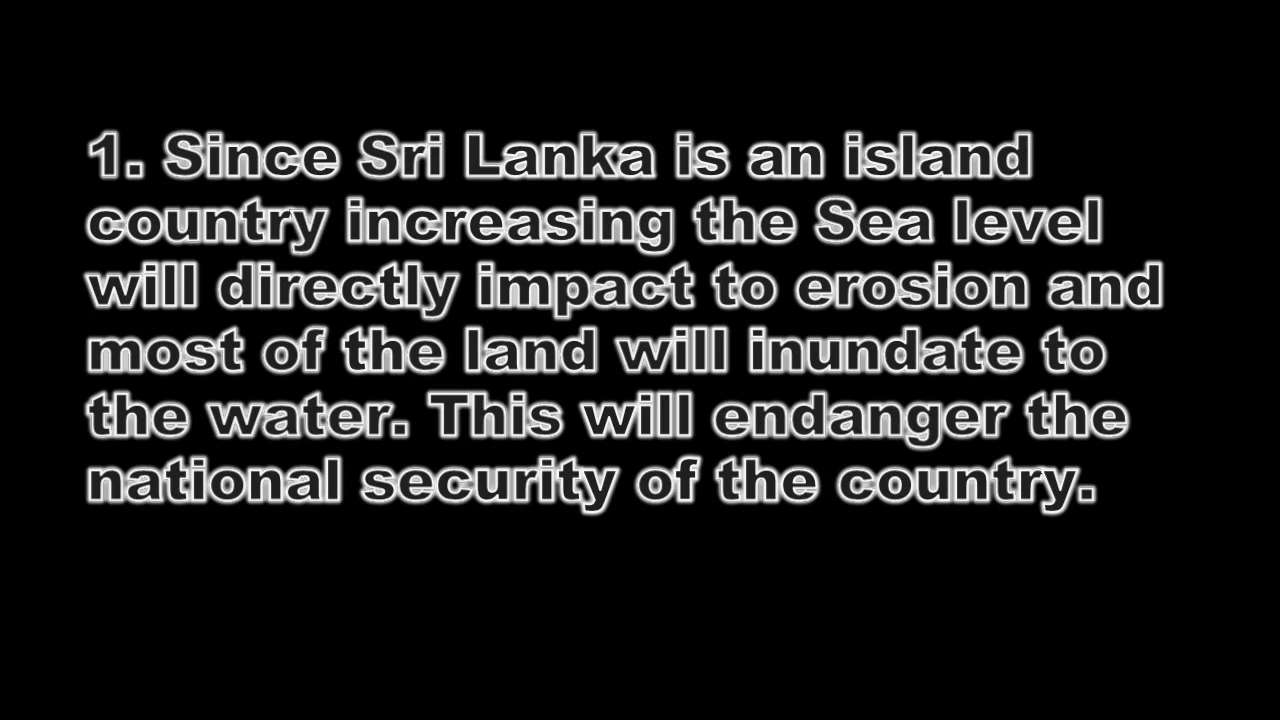 1. Since Sri Lanka is an island
country increasing the Sea level
will directly impact to erosion and
most of the land will inundate to
the water. This will endanger the
national security of the country.